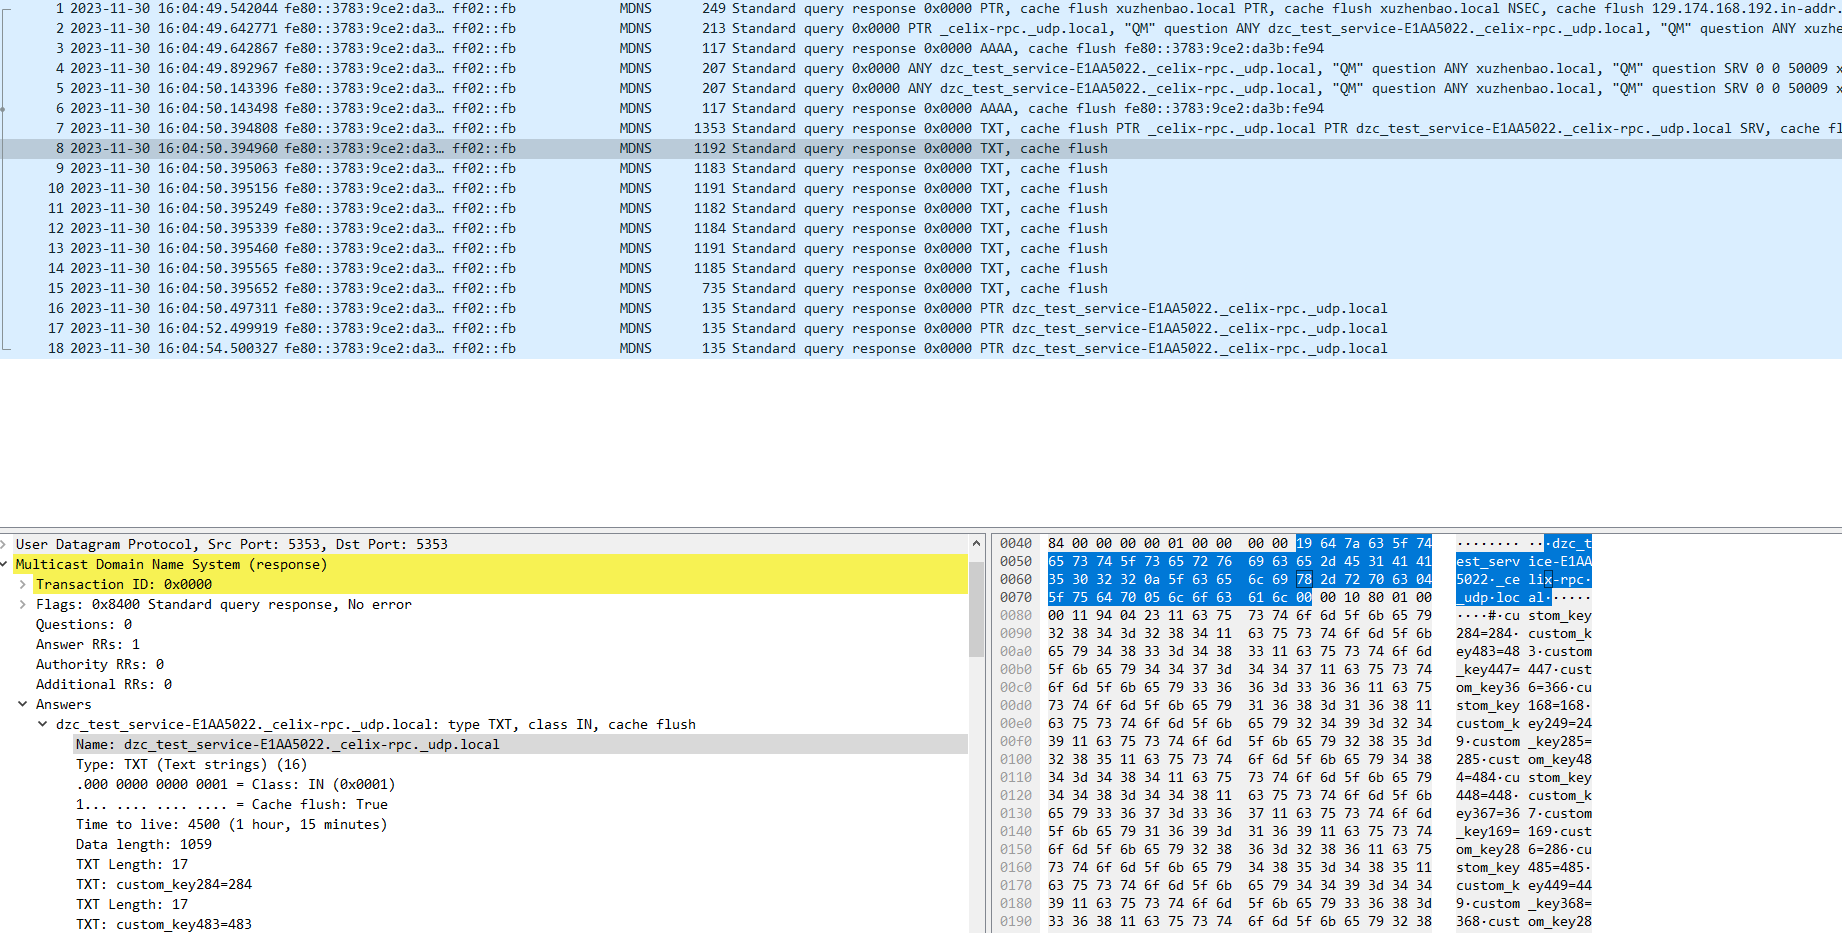 1 2023-11-30 16:04:49.542044 fe80::3783:9ce2:da3… ff02::fb MDNS 249 Standard query response 0x0000 PTR, cache flush xuzhenbao.local PTR, cache flush xuzhenbao.local NSEC, cache flush 129.174.168.192.in-addr.
2 2023-11-30 16:04:49.642771 fe80::3783:9ce2:da3… ff02::fb MDNS 213 Standard query 0x0000 PTR _celix-rpc._udp.local, "QM" question ANY dzc_test_service-E1AA5022._celix-rpc._udp.local, "QM" question ANY xuzhe
3 2023-11-30 16:04:49.642867 fe80::3783:9ce2:da3… ff02::fb MDNS 117 Standard query response 0x0000 AAAA, cache flush fe80::3783:9ce2:da3b:fe94
4 2023-11-30 16:04:49.892967 fe80::3783:9ce2:da3… ff02::fb MDNS 207 Standard query 0x0000 ANY dzc_test_service-E1AA5022._celix-rpc._udp.local, "QM" question ANY xuzhenbao.local, "QM" question SRV 0 0 50009 x
5 2023-11-30 16:04:50.143396 fe80::3783:9ce2:da3… ff02::fb MDNS 207 Standard query 0x0000 ANY dzc_test_service-E1AA5022._celix-rpc._udp.local, "QM" question ANY xuzhenbao.local, "QM" question SRV 0 0 50009 x
6 2023-11-30 16:04:50.143498 fe80::3783:9ce2:da3… ff02::fb MDNS 117 Standard query response 0x0000 AAAA, cache flush fe80::3783:9ce2:da3b:fe94
7 2023-11-30 16:04:50.394808 fe80::3783:9ce2:da3… ff02::fb MDNS 1353 Standard query response 0x0000 TXT, cache flush PTR _celix-rpc._udp.local PTR dzc_test_service-E1AA5022._celix-rpc._udp.local SRV, cache fl
8 2023-11-30 16:04:50.394960 fe80::3783:9ce2:da3… ff02::fb MDNS 1192 Standard query response 0x0000 TXT, cache flush
9 2023-11-30 16:04:50.395063 fe80::3783:9ce2:da3… ff02::fb MDNS 1183 Standard query response 0x0000 TXT, cache flush
10 2023-11-30 16:04:50.395156 fe80::3783:9ce2:da3… ff02::fb MDNS 1191 Standard query response 0x0000 TXT, cache flush
11 2023-11-30 16:04:50.395249 fe80::3783:9ce2:da3… ff02::fb MDNS 1182 Standard query response 0x0000 TXT, cache flush
12 2023-11-30 16:04:50.395339 fe80::3783:9ce2:da3… ff02::fb MDNS 1184 Standard query response 0x0000 TXT, cache flush
13 2023-11-30 16:04:50.395460 fe80::3783:9ce2:da3… ff02::fb MDNS 1191 Standard query response 0x0000 TXT, cache flush
14 2023-11-30 16:04:50.395565 fe80::3783:9ce2:da3… ff02::fb MDNS 1185 Standard query response 0x0000 TXT, cache flush
15 2023-11-30 16:04:50.395652 fe80::3783:9ce2:da3… ff02::fb MDNS 735 Standard query response 0x0000 TXT, cache flush
16 2023-11-30 16:04:50.497311 fe80::3783:9ce2:da3… ff02::fb MDNS 135 Standard query response 0x0000 PTR dzc_test_service-E1AA5022._celix-rpc._udp.local
17 2023-11-30 16:04:52.499919 fe80::3783:9ce2:da3… ff02::fb MDNS 135 Standard query response 0x0000 PTR dzc_test_service-E1AA5022._celix-rpc._udp.local
18 2023-11-30 16:04:54.500327 fe80::3783:9ce2:da3… ff02::fb MDNS 135 Standard query response 0x0000 PTR dzc_test_service-E1AA5022._celix-rpc._udp.local
User Datagram Protocol, Src Port: 5353, Dst Port: 5353
Multicast Domain Name System (response)
Transaction ID: 0x0000
Flags: 0x8400 Standard query response, No error
Questions: 0
Answer RRs: 1
Authority RRs: 0
Additional RRs: 0
Answers
dzc_test_service-E1AA5022._celix-rpc._udp.local: type TXT, class IN, cache flush
Name: dzc_test_service-E1AA5022._celix-rpc._udp.local
Type: TXT (Text strings) (16)
.000 0000 0000 0001 = Class: IN (0x0001)
1... .... .... .... = Cache flush: True
Time to live: 4500 (1 hour, 15 minutes)
Data length: 1059
TXT Length: 17
TXT: custom_key284=284
TXT Length: 17
TXT: custom_key483=483
0040 84 00 00 00 00 01 00 00 00 00 19 64 7a 63 5f 74 ········ ···dzc_t
0050 65 73 74 5f 73 65 72 76 69 63 65 2d 45 31 41 41 est_serv ice-E1AA
0060 35 30 32 32 0a 5f 63 65 6c 69 78 2d 72 70 63 04 5022·_ce lix-rpc·
0070 5f 75 64 70 05 6c 6f 63 61 6c 00 00 10 80 01 00 _udp·loc al······
0080 00 11 94 04 23 11 63 75 73 74 6f 6d 5f 6b 65 79 ····#·cu stom_key
0090 32 38 34 3d 32 38 34 11 63 75 73 74 6f 6d 5f 6b 284=284· custom_k
00a0 65 79 34 38 33 3d 34 38 33 11 63 75 73 74 6f 6d ey483=48 3·custom
00b0 5f 6b 65 79 34 34 37 3d 34 34 37 11 63 75 73 74 _key447= 447·cust
00c0 6f 6d 5f 6b 65 79 33 36 36 3d 33 36 36 11 63 75 om_key36 6=366·cu
00d0 73 74 6f 6d 5f 6b 65 79 31 36 38 3d 31 36 38 11 stom_key 168=168·
00e0 63 75 73 74 6f 6d 5f 6b 65 79 32 34 39 3d 32 34 custom_k ey249=24
00f0 39 11 63 75 73 74 6f 6d 5f 6b 65 79 32 38 35 3d 9·custom _key285=
0100 32 38 35 11 63 75 73 74 6f 6d 5f 6b 65 79 34 38 285·cust om_key48
0110 34 3d 34 38 34 11 63 75 73 74 6f 6d 5f 6b 65 79 4=484·cu stom_key
0120 34 34 38 3d 34 34 38 11 63 75 73 74 6f 6d 5f 6b 448=448· custom_k
0130 65 79 33 36 37 3d 33 36 37 11 63 75 73 74 6f 6d ey367=36 7·custom
0140 5f 6b 65 79 31 36 39 3d 31 36 39 11 63 75 73 74 _key169= 169·cust
0150 6f 6d 5f 6b 65 79 32 38 36 3d 32 38 36 11 63 75 om_key28 6=286·cu
0160 73 74 6f 6d 5f 6b 65 79 34 38 35 3d 34 38 35 11 stom_key 485=485·
0170 63 75 73 74 6f 6d 5f 6b 65 79 34 34 39 3d 34 34 custom_k ey449=44
0180 39 11 63 75 73 74 6f 6d 5f 6b 65 79 33 36 38 3d 9·custom _key368=
0190 33 36 38 11 63 75 73 74 6f 6d 5f 6b 65 79 32 38 368·cust om_key28